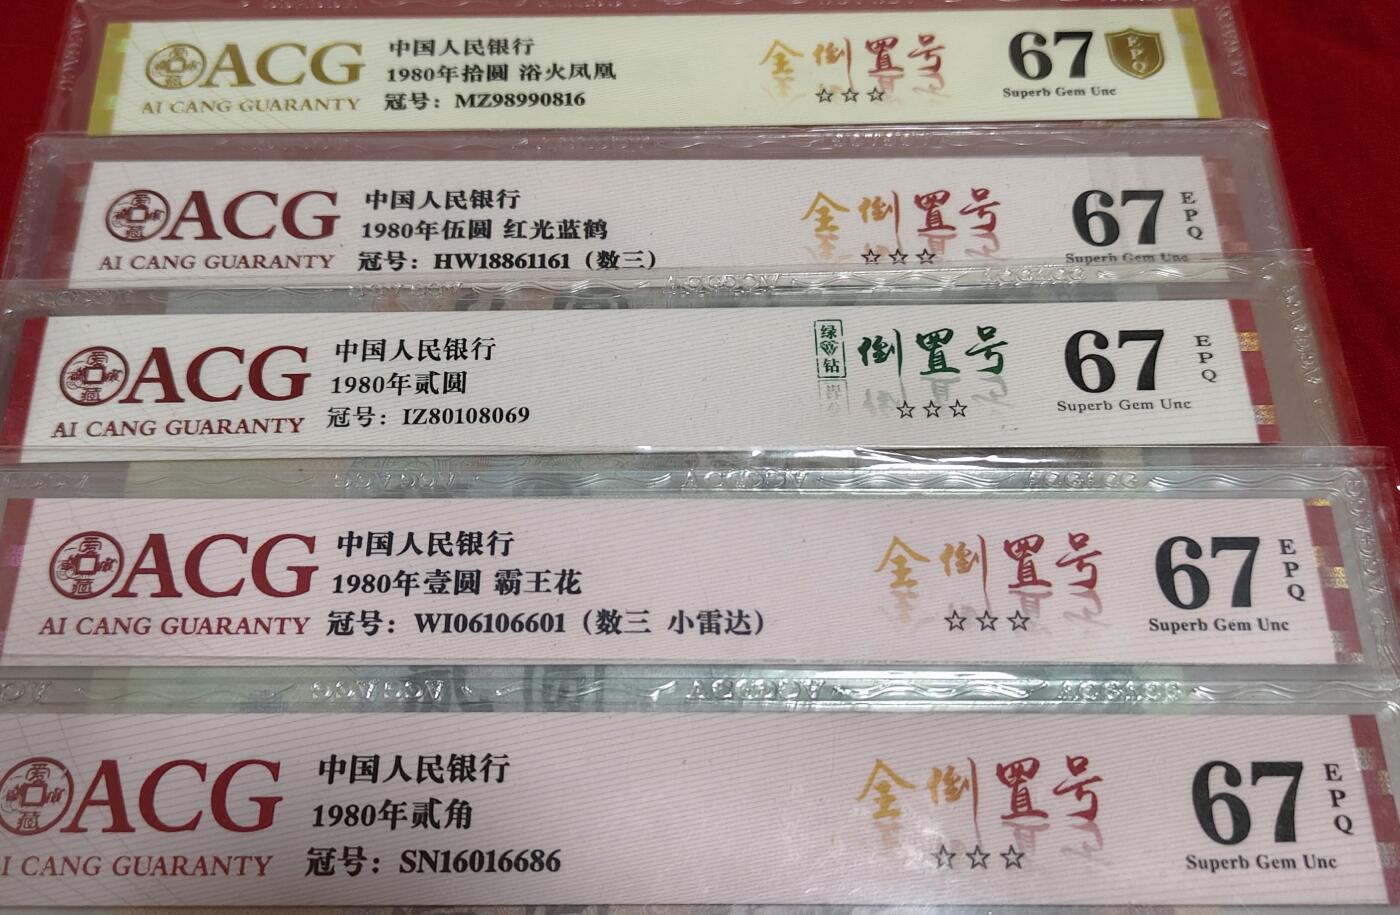 ACG
AI CANG GUARANTY
中国人民银行
1980年拾圆 浴火凤凰
冠号：MZ98990816
全倒置号
☆☆☆
67
EPQ
Superb Gem Unc
ACG
AI CANG GUARANTY
中国人民银行
1980年伍圆 红光蓝鹤
冠号：HW18861161（数三）
全倒置号
☆☆☆
67
EPQ
Superb Gem Unc
ACG
AI CANG GUARANTY
中国人民银行
1980年贰圆
冠号：IZ80108069
绿钻
倒置号
☆☆☆
67
EPQ
Superb Gem Unc
ACG
AI CANG GUARANTY
中国人民银行
1980年壹圆 霸王花
冠号：WI06106601（数三 小雷达）
全倒置号
☆☆☆
67
EPQ
Superb Gem Unc
ACG
I CANG GUARANTY
中国人民银行
1980年贰角
冠号：SN16016686
全倒置号
☆☆☆
67
EPQ
Superb Gem Unc